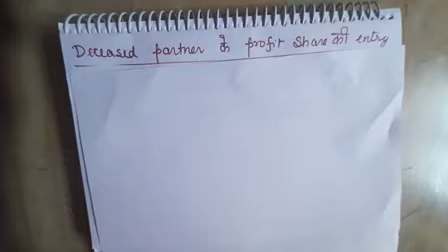 Deceased partner के profit share की entry